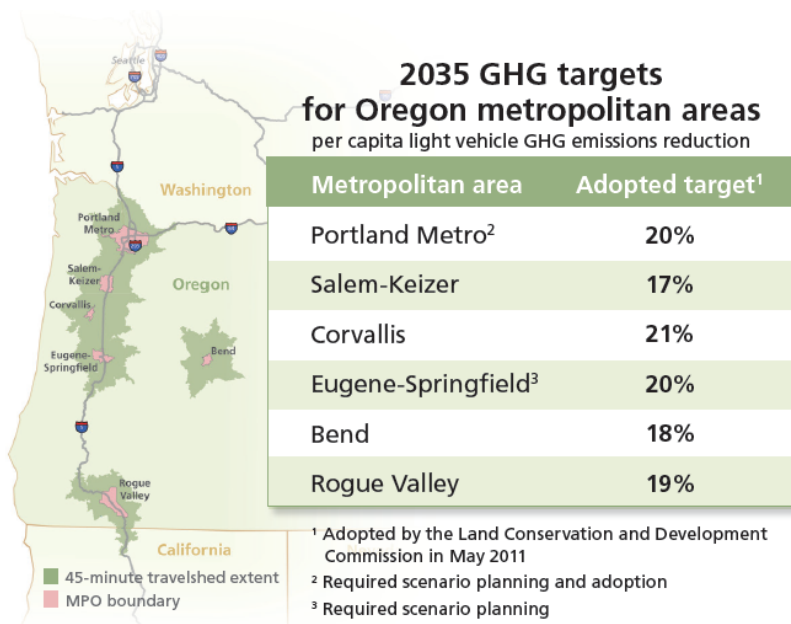 2035 GHG targets
for Oregon metropolitan areas
per capita light vehicle GHG emissions reduction
Metropolitan area Adopted target¹
Portland Metro² 20%
Salem-Keizer 17%
Corvallis 21%
Eugene-Springfield³ 20%
Bend 18%
Rogue Valley 19%
¹ Adopted by the Land Conservation and Development
Commission in May 2011
² Required scenario planning and adoption
³ Required scenario planning
Seattle
Washington
Portland
Metro
Salem-
Keizer
Oregon
Corvallis
Eugene-
Springfield
Bend
Rogue
Valley
California
45-minute travelshed extent
MPO boundary